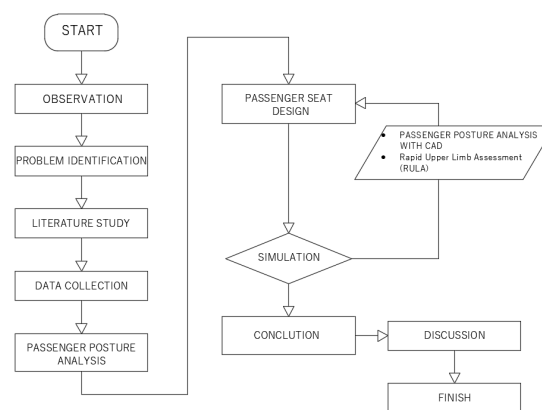 START
OBSERVATION
PROBLEM IDENTIFICATION
LITERATURE STUDY
DATA COLLECTION
PASSENGER POSTURE
ANALYSIS
PASSENGER SEAT
DESIGN
• PASSENGER POSTURE ANALYSIS
WITH CAD
• Rapid Upper Limb Assessment
(RULA)
SIMULATION
CONCLUTION
DISCUSSION
FINISH